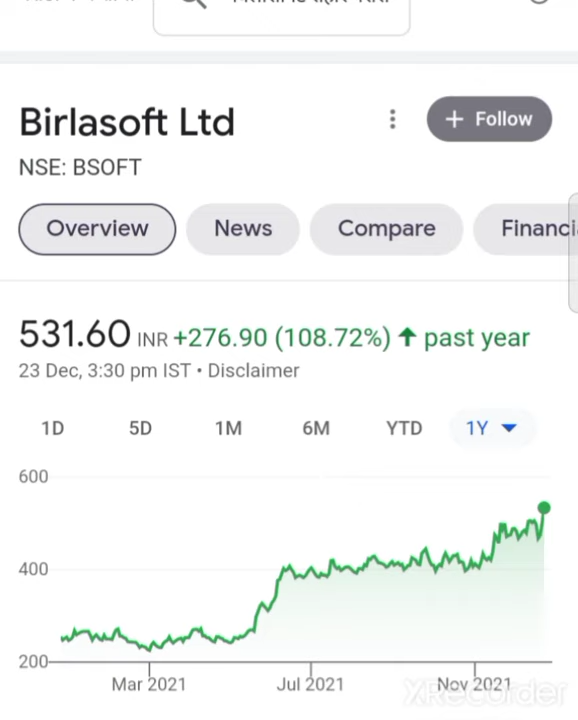 Birlasoft Ltd
+ Follow
NSE: BSOFT
Overview
News
Compare
Financi
531.60 INR +276.90 (108.72%) ↑ past year
23 Dec, 3:30 pm IST • Disclaimer
1D 5D 1M 6M YTD 1Y
600
400
200
Mar 2021 Jul 2021 Nov 2021
XRecorder